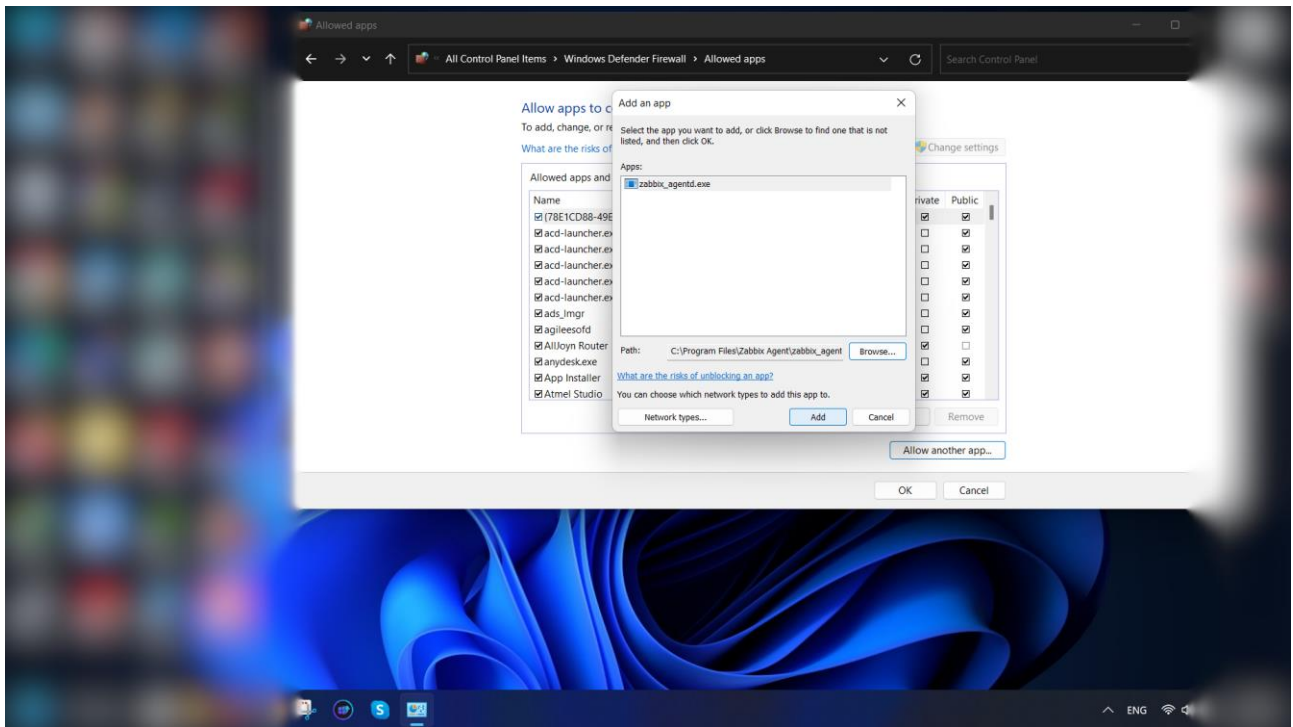 Allowed apps
All Control Panel Items > Windows Defender Firewall > Allowed apps
Search Control Panel
Allow apps to c
To add, change, or re
What are the risks of
Change settings
Allowed apps and
Name
rivate Public
{78E1CD88-49E
acd-launcher.ex
acd-launcher.ex
acd-launcher.ex
acd-launcher.ex
acd-launcher.ex
ads_lmgr
agileesofd
AllJoyn Router
anydesk.exe
App Installer
Atmel Studio
Remove
Allow another app...
OK Cancel
Add an app
Select the app you want to add, or click Browse to find one that is not
listed, and then click OK.
Apps:
zabbix_agentd.exe
Path: C:\Program Files\Zabbix Agent\zabbix_agent Browse...
What are the risks of unblocking an app?
You can choose which network types to add this app to.
Network types... Add Cancel
ENG